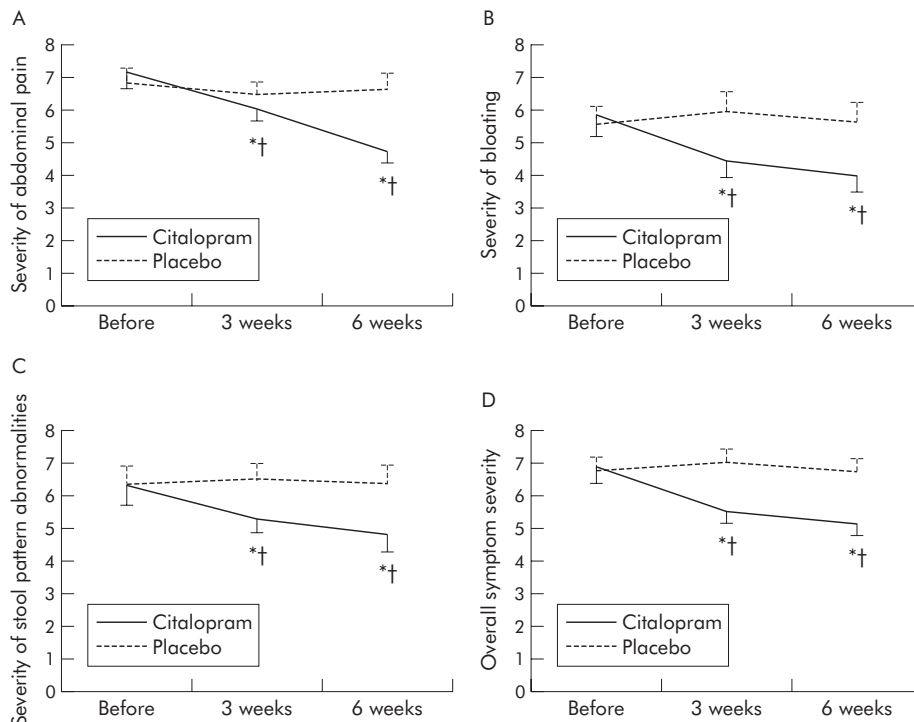 A
8
7
6
5
4
3
2
1
0
Severity of abdominal pain
*†
*†
Citalopram
Placebo
Before 3 weeks 6 weeks
B
8
7
6
5
4
3
2
1
0
Severity of bloating
*†
*†
Citalopram
Placebo
Before 3 weeks 6 weeks
C
8
7
6
5
4
3
2
1
0
Severity of stool pattern abnormalities
*†
*†
Citalopram
Placebo
Before 3 weeks 6 weeks
D
8
7
6
5
4
3
2
1
0
Overall symptom severity
*†
*†
Citalopram
Placebo
Before 3 weeks 6 weeks